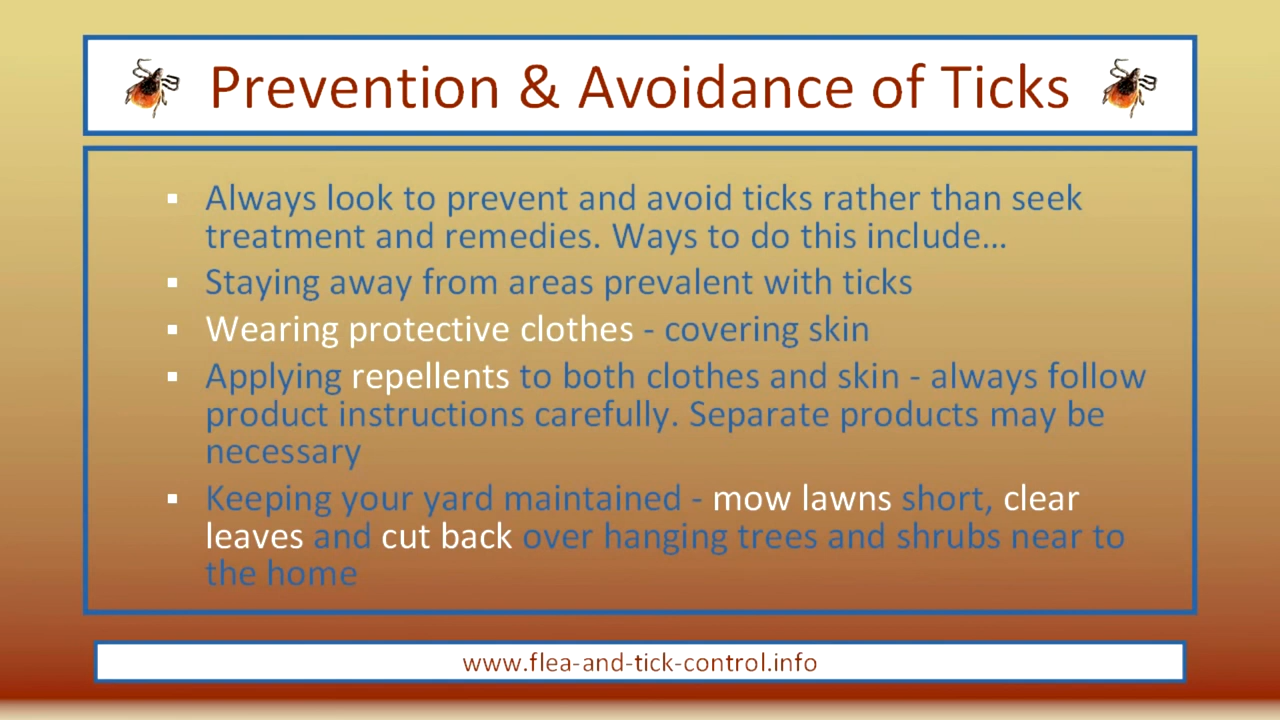 Prevention & Avoidance of Ticks
▪ Always look to prevent and avoid ticks rather than seek
treatment and remedies. Ways to do this include...
▪ Staying away from areas prevalent with ticks
▪ Wearing protective clothes - covering skin
▪ Applying repellents to both clothes and skin - always follow
product instructions carefully. Separate products may be
necessary
▪ Keeping your yard maintained - mow lawns short, clear
leaves and cut back over hanging trees and shrubs near to
the home
www.flea-and-tick-control.info